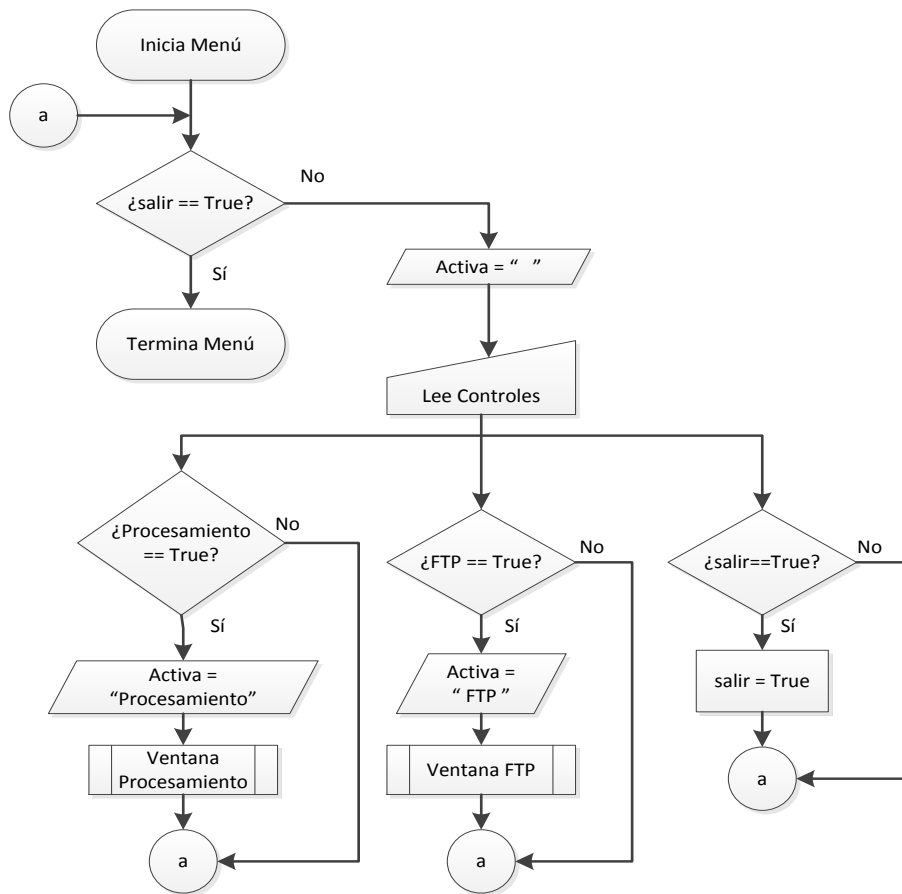 Inicia Menú
a
No
¿salir == True?
Sí
Activa = “ ”
Termina Menú
Lee Controles
¿Procesamiento
== True?
No
Sí
Activa =
“Procesamiento”
Ventana
Procesamiento
a
¿FTP == True?
No
Sí
Activa =
“ FTP ”
Ventana FTP
a
¿salir==True?
No
Sí
salir = True
a